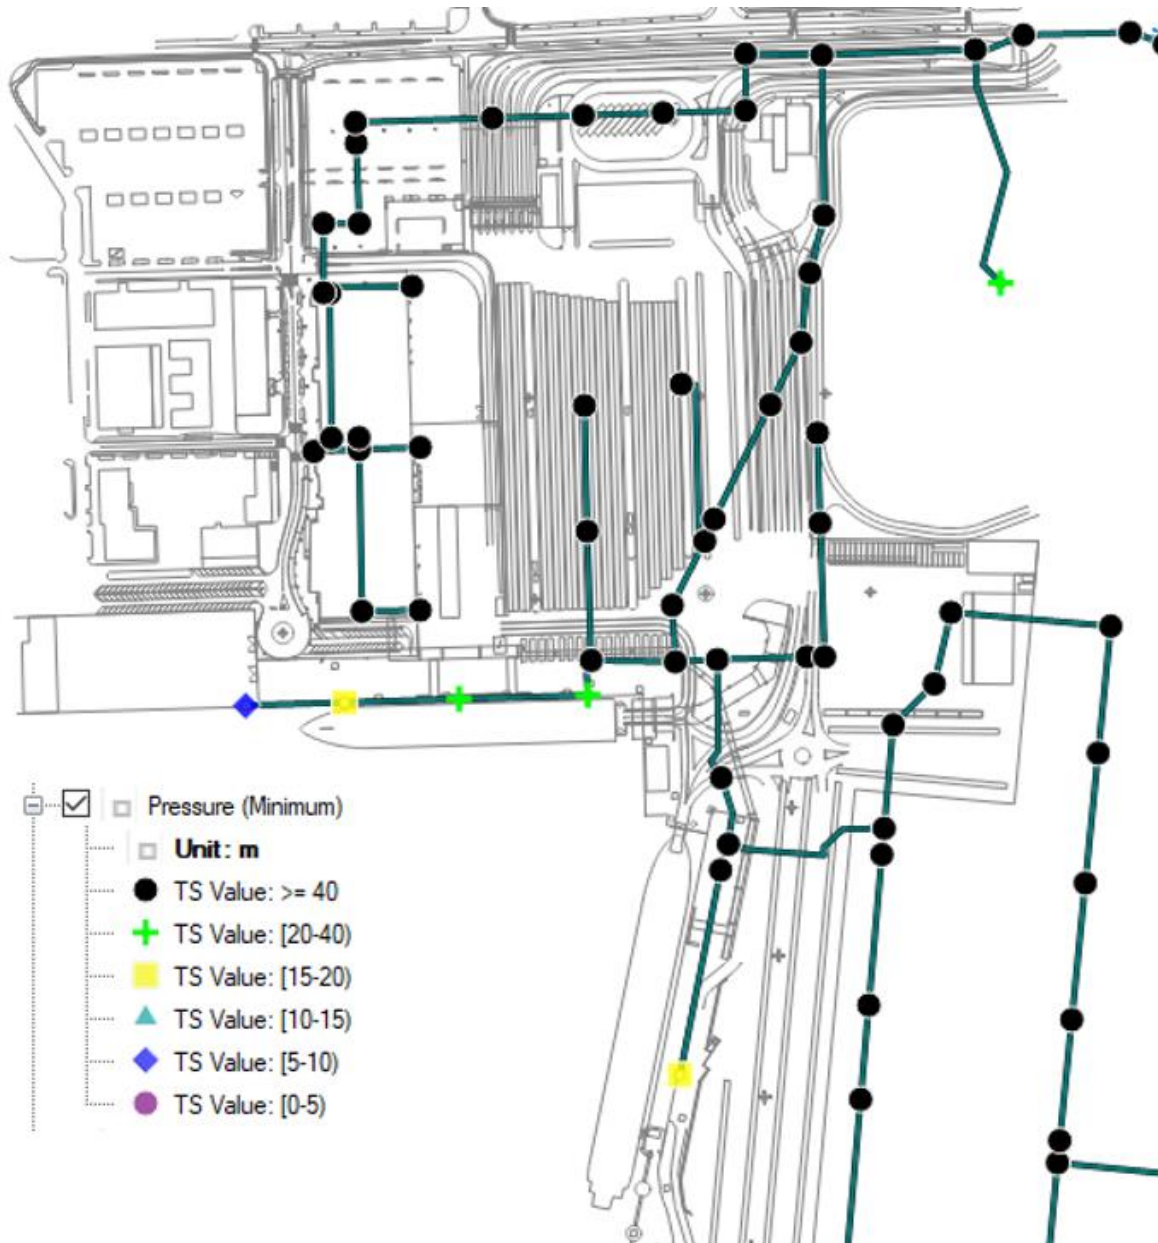 Pressure (Minimum)
Unit: m
TS Value: >= 40
TS Value: [20-40)
TS Value: [15-20)
TS Value: [10-15)
TS Value: [5-10)
TS Value: [0-5)